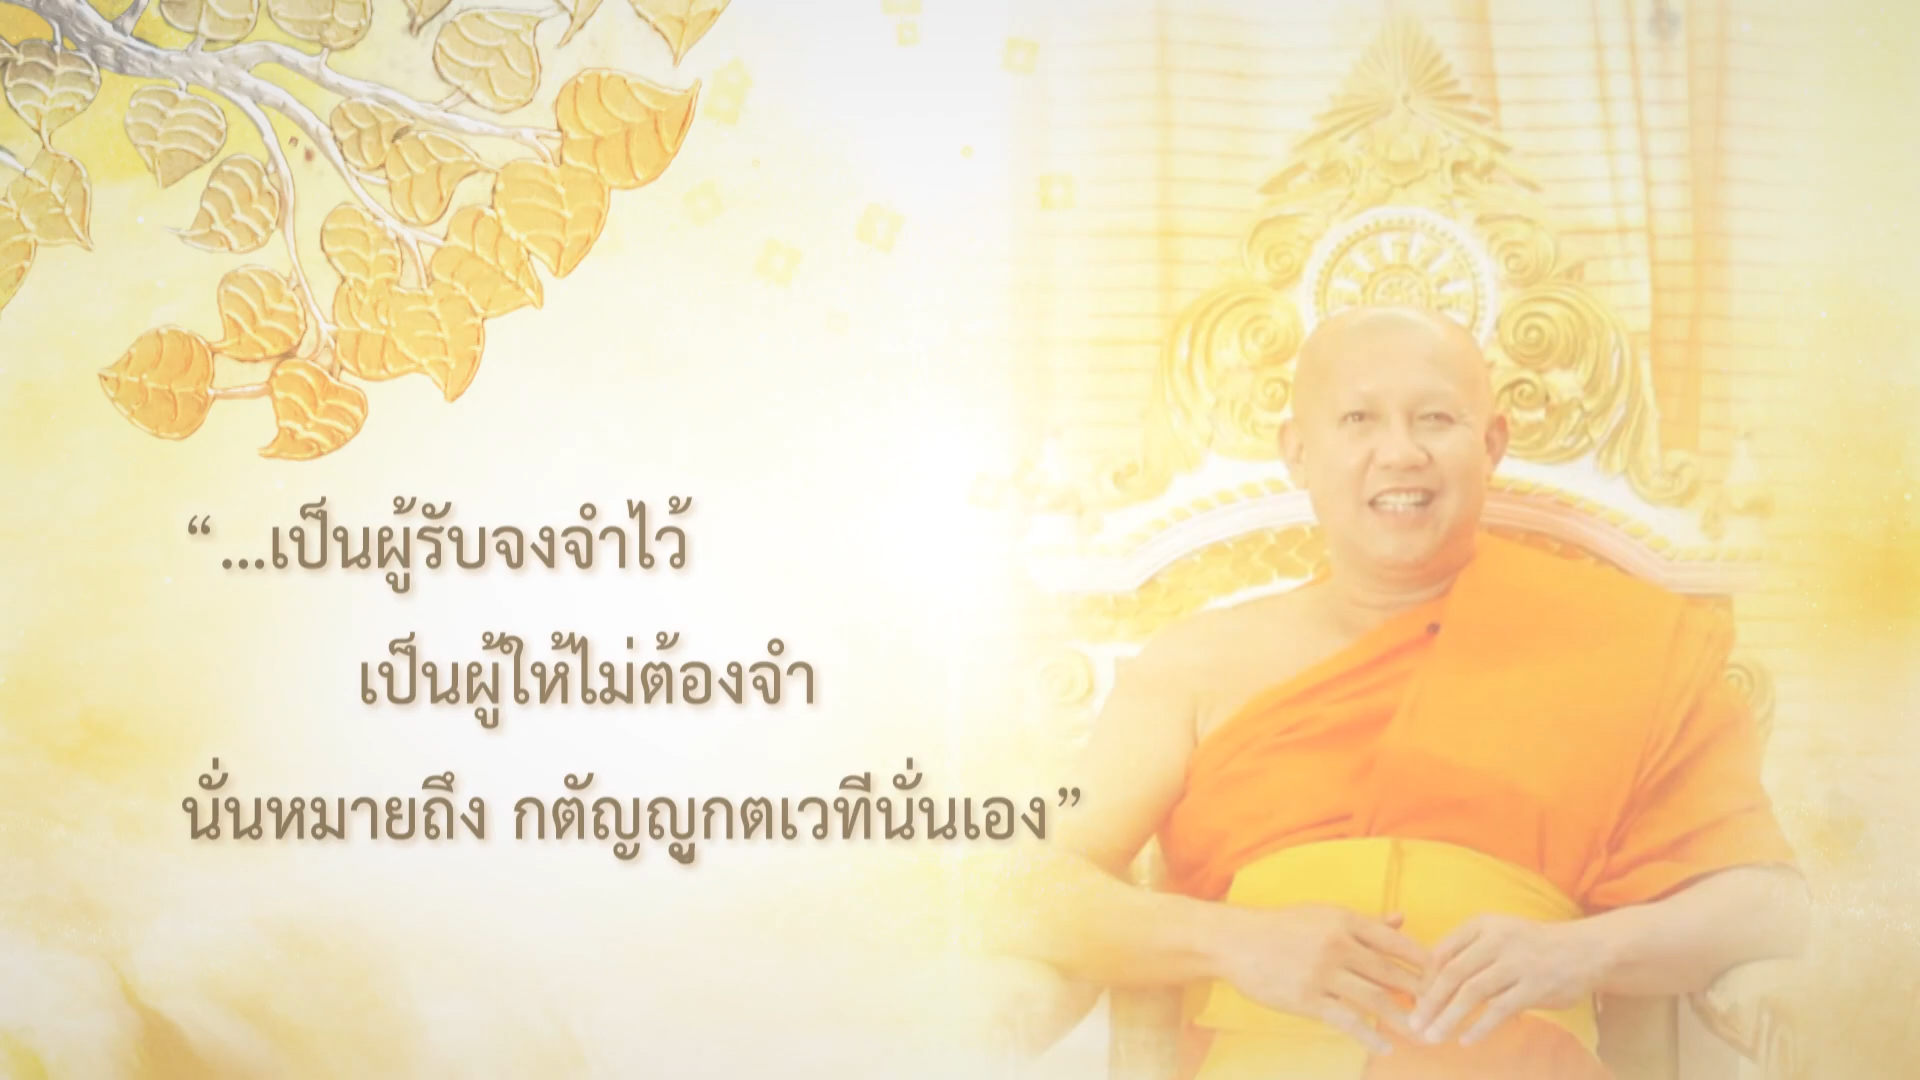 “...เป็นผู้รับจงจำไว้
เป็นผู้ให้ไม่ต้องจำ
นั่นหมายถึง กตัญญูกตเวทีนั่นเอง”